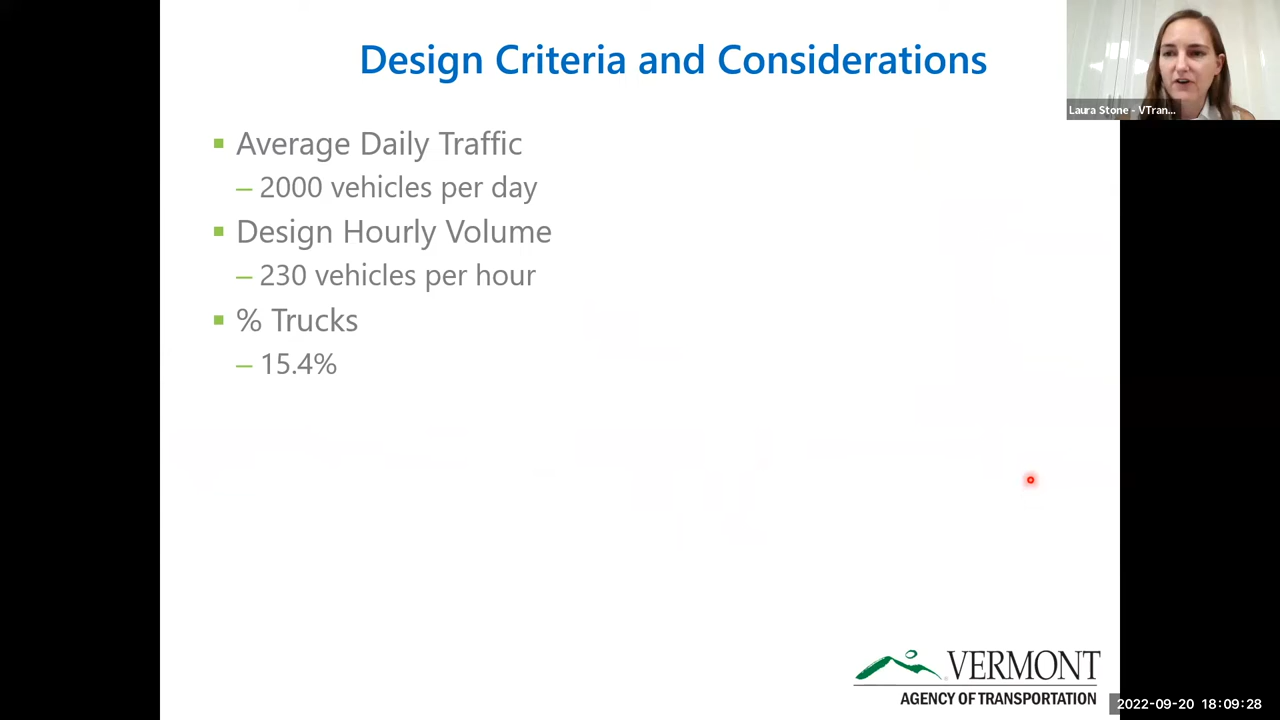 Design Criteria and Considerations
Laura Stone - VTran...
▪ Average Daily Traffic
– 2000 vehicles per day
▪ Design Hourly Volume
– 230 vehicles per hour
▪ % Trucks
– 15.4%
VERMONT
AGENCY OF TRANSPORTATION
2022-09-20 18:09:28